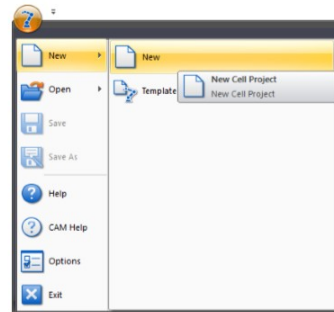 New
Open
Save
Save As
Help
CAM Help
Options
Exit
New
Template
New Cell Project
New Cell Project